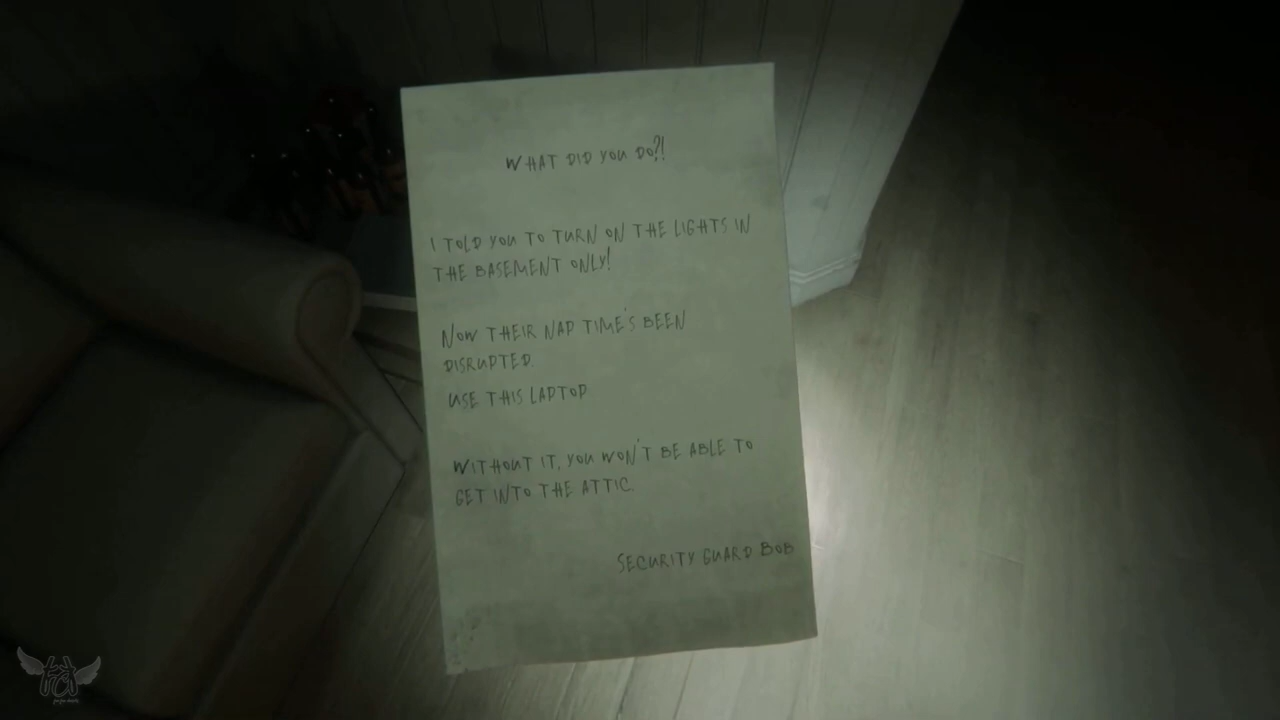 WHAT DID YOU DO?!
I TOLD YOU TO TURN ON THE LIGHTS IN
THE BASEMENT ONLY!
NOW THEIR NAP TIME'S BEEN
DISRUPTED.
USE THIS LAPTOP
WITHOUT IT, YOU WON'T BE ABLE TO
GET INTO THE ATTIC.
SECURITY GUARD BOB